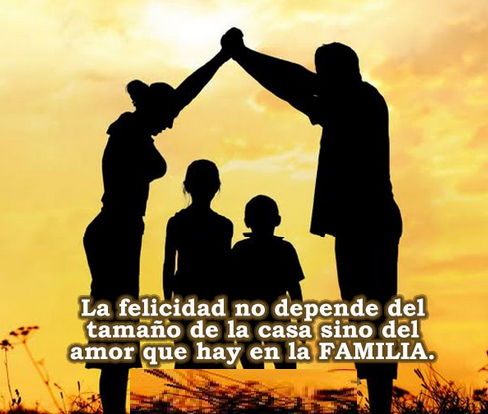 La felicidad no depende del
tamaño de la casa sino del
amor que hay en la FAMILIA.